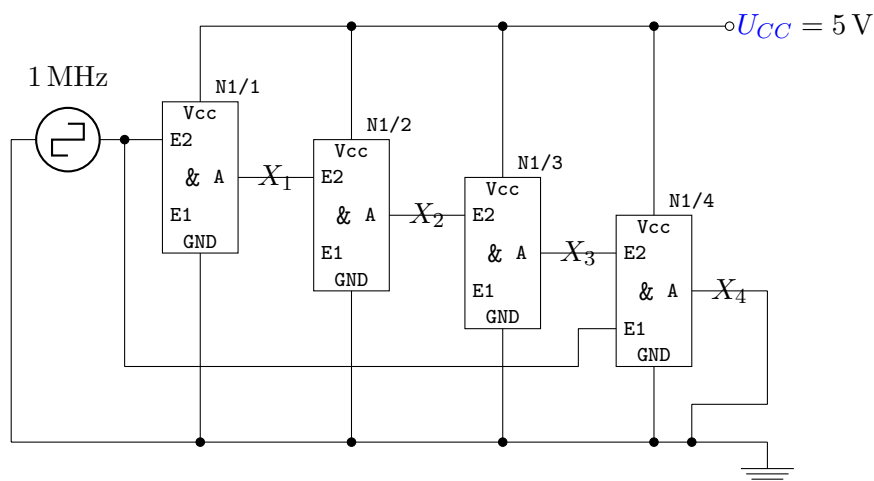 U_CC = 5 V
1 MHz
N1/1
Vcc
E2
& A
E1
GND
X_1
N1/2
Vcc
E2
& A
E1
GND
X_2
N1/3
Vcc
E2
& A
E1
GND
X_3
N1/4
Vcc
E2
& A
E1
GND
X_4